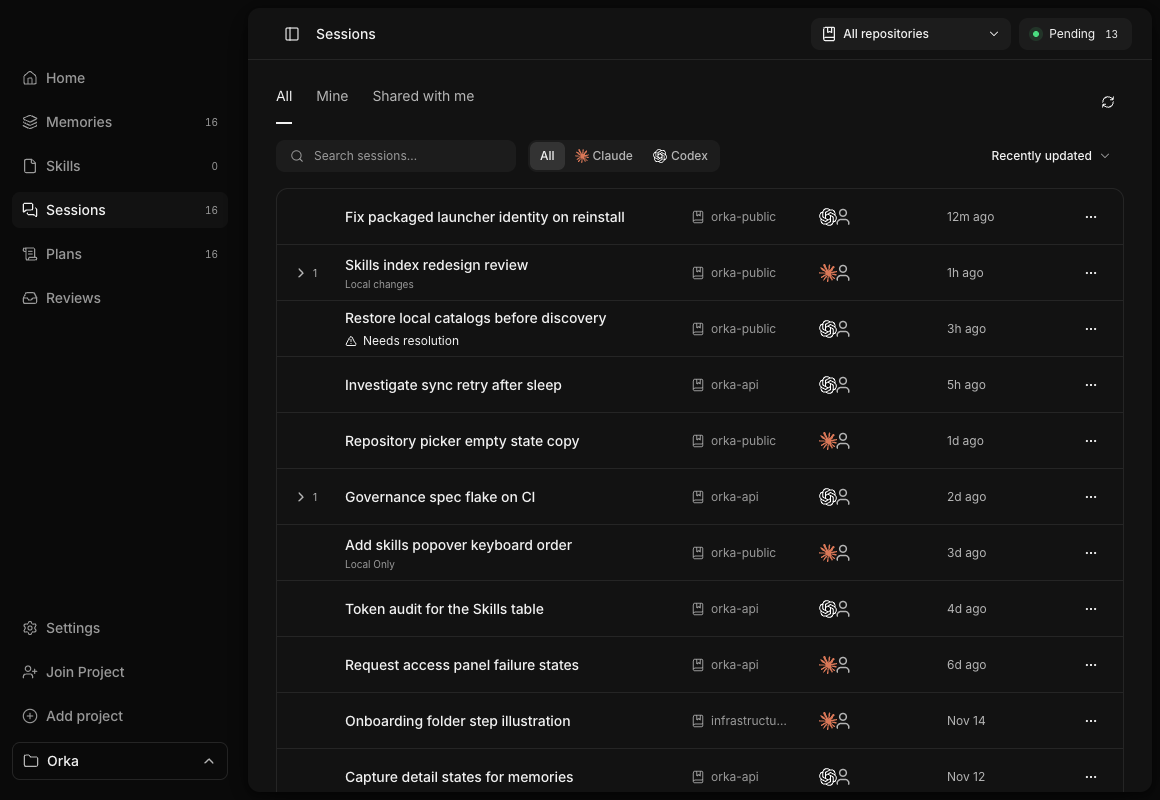 Sessions
All repositories
Pending 13
Home
Memories 16
Skills 0
Sessions 16
Plans 16
Reviews
Settings
Join Project
Add project
Orka
All Mine Shared with me
Search sessions...
All Claude Codex
Recently updated
Fix packaged launcher identity on reinstall orka-public 12m ago
1 Skills index redesign review orka-public 1h ago
Local changes
Restore local catalogs before discovery orka-public 3h ago
Needs resolution
Investigate sync retry after sleep orka-api 5h ago
Repository picker empty state copy orka-public 1d ago
1 Governance spec flake on CI orka-api 2d ago
Add skills popover keyboard order orka-public 3d ago
Local Only
Token audit for the Skills table orka-api 4d ago
Request access panel failure states orka-api 6d ago
Onboarding folder step illustration infrastructu... Nov 14
Capture detail states for memories orka-api Nov 12